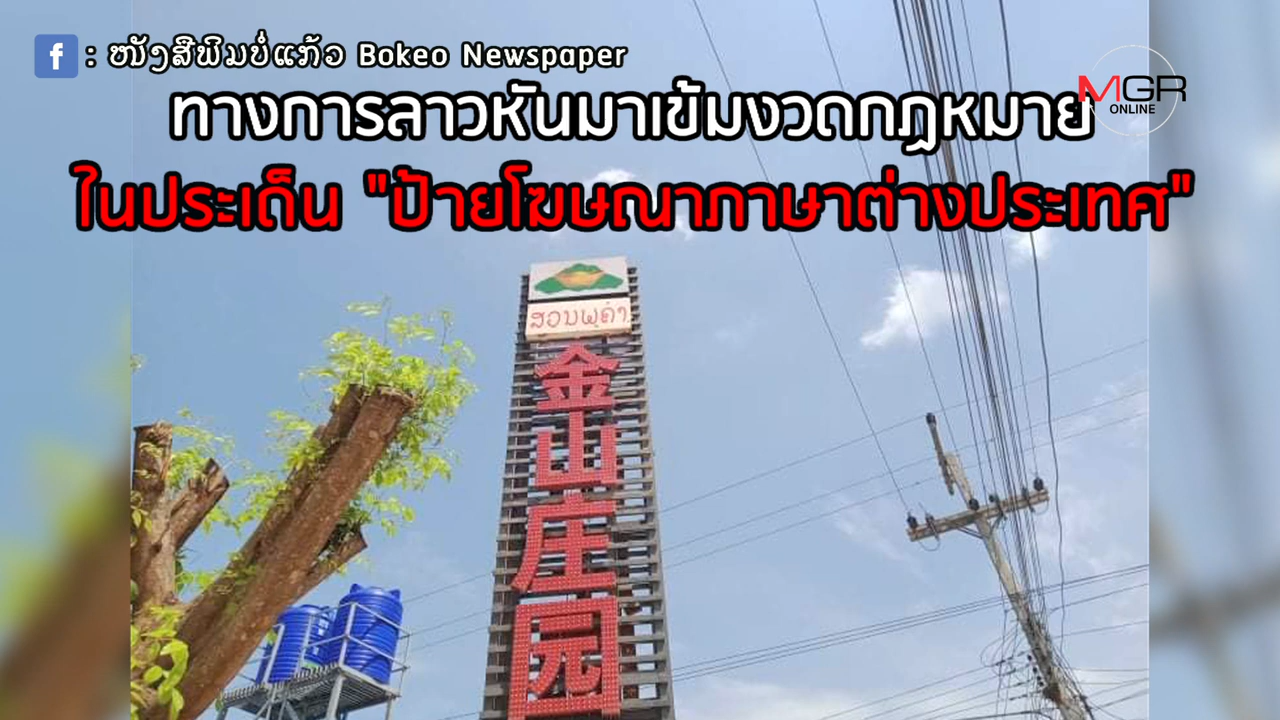 f : ໜັງສືພິມບໍ່ແກ້ວ Bokeo Newspaper
MGR
ONLINE
ทางการลาวหันมาเข้มงวดกฎหมาย
ในประเด็น "ป้ายโฆษณาภาษาต่างประเทศ"
ສວນພູຄຳ
金山庄园